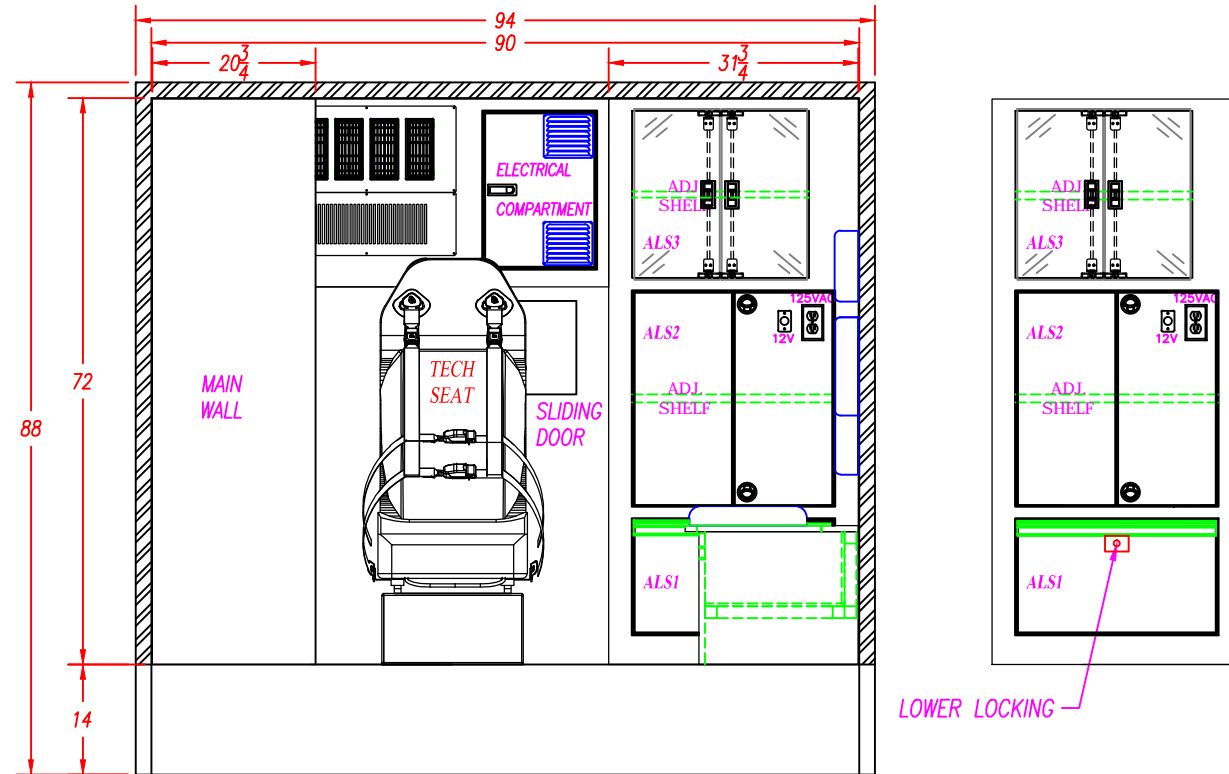 94
90
20 3/4
31 3/4
88
72
14
ELECTRICAL
COMPARTMENT
ADJ.
SHELF
ALS3
ALS2
125VAC
12V
ADJ.
SHELF
ALS1
MAIN
WALL
TECH
SEAT
SLIDING
DOOR
ADJ.
SHELF
ALS3
ALS2
125VAC
12V
ADJ.
SHELF
ALS1
LOWER LOCKING